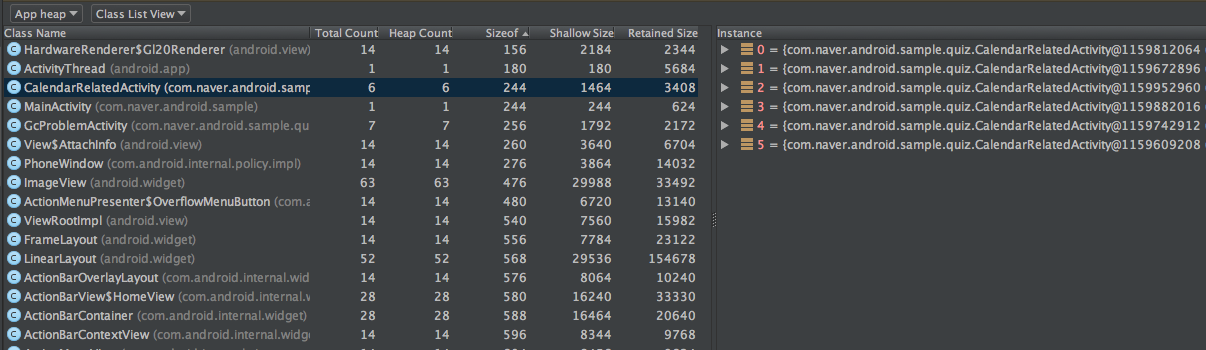 App heap Class List View
Class Name Total Count Heap Count Sizeof Shallow Size Retained Size Instance
HardwareRenderer$Gl20Renderer (android.view) 14 14 156 2184 2344 0 = {com.naver.android.sample.quiz.CalendarRelatedActivity@1159812064
ActivityThread (android.app) 1 1 180 180 5684 1 = {com.naver.android.sample.quiz.CalendarRelatedActivity@1159672896
CalendarRelatedActivity (com.naver.android.samp 6 6 244 1464 3408 2 = {com.naver.android.sample.quiz.CalendarRelatedActivity@1159952960
MainActivity (com.naver.android.sample) 1 1 244 244 624 3 = {com.naver.android.sample.quiz.CalendarRelatedActivity@1159882016
GcProblemActivity (com.naver.android.sample.qu 7 7 256 1792 2172 4 = {com.naver.android.sample.quiz.CalendarRelatedActivity@1159742912
View$AttachInfo (android.view) 14 14 260 3640 6704 5 = {com.naver.android.sample.quiz.CalendarRelatedActivity@1159609208
PhoneWindow (com.android.internal.policy.impl) 14 14 276 3864 14032
ImageView (android.widget) 63 63 476 29988 33492
ActionMenuPresenter$OverflowMenuButton (com.a 14 14 480 6720 13140
ViewRootImpl (android.view) 14 14 540 7560 15982
FrameLayout (android.widget) 14 14 556 7784 23122
LinearLayout (android.widget) 52 52 568 29536 154678
ActionBarOverlayLayout (com.android.internal.wid 14 14 576 8064 10240
ActionBarView$HomeView (com.android.internal.v 28 28 580 16240 33330
ActionBarContainer (com.android.internal.widget. 28 28 588 16464 20640
ActionBarContextView (com.android.internal.widg 14 14 596 8344 9768